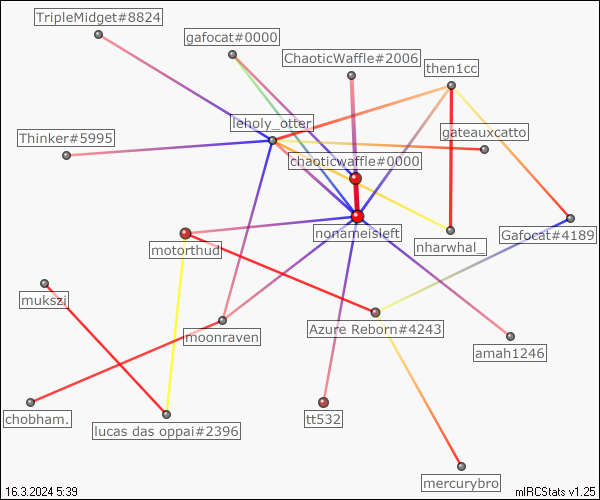 TripleMidget#8824
gafocat#0000
ChaoticWaffle#2006
then1cc
leholy_otter
gateauxcatto
Thinker#5995
chaoticwaffle#0000
nonameisleft
Gafocat#4189
nharwhal_
motorthud
mukszi
Azure Reborn#4243
moonraven
amah1246
chobham.
tt532
lucas das oppai#2396
mercurybro
16.3.2024 5:39
mIRCStats v1.25